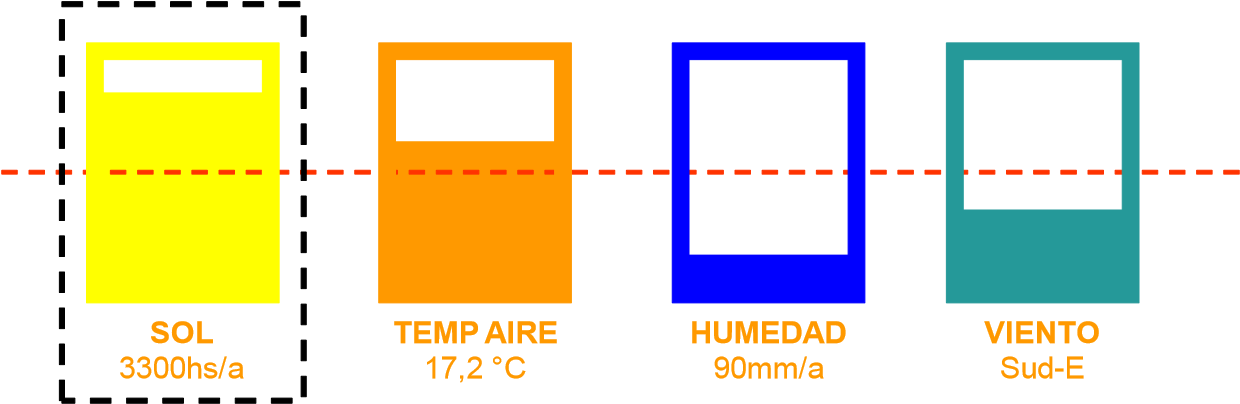 SOL
3300hs/a
TEMP AIRE
17,2 °C
HUMEDAD
90mm/a
VIENTO
Sud-E